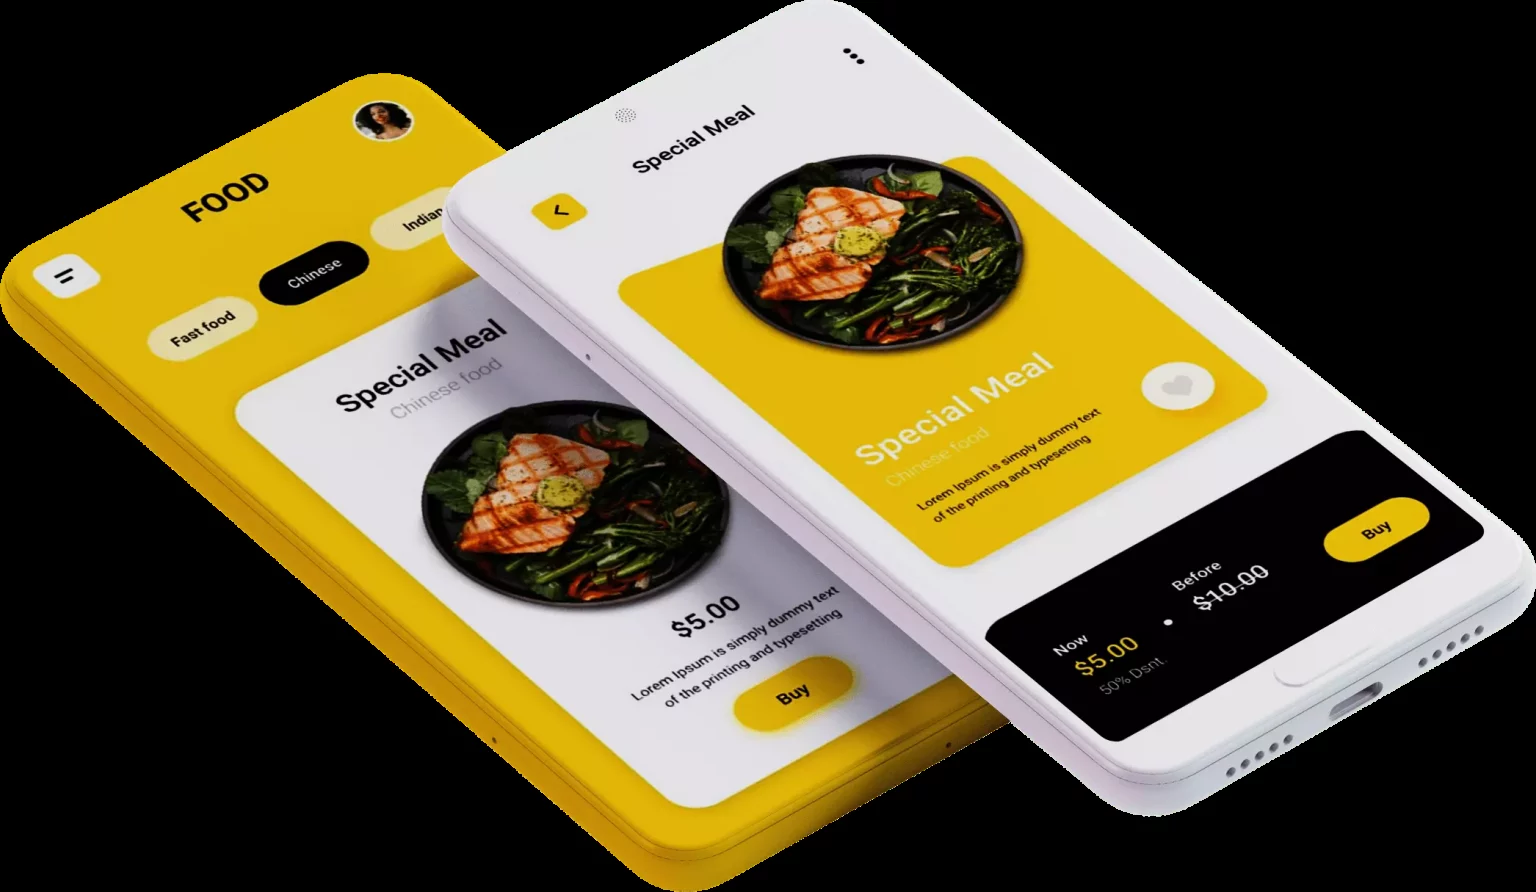 FOOD
Fast food
Chinese
Indian
Special Meal
Chinese food
$5.00
Lorem Ipsum is simply dummy text
of the printing and typesetting
Buy
Special Meal
Special Meal
Chinese food
Lorem Ipsum is simply dummy text
of the printing and typesetting
Now
$5.00
50% Dsnt.
Before
$10.00
Buy